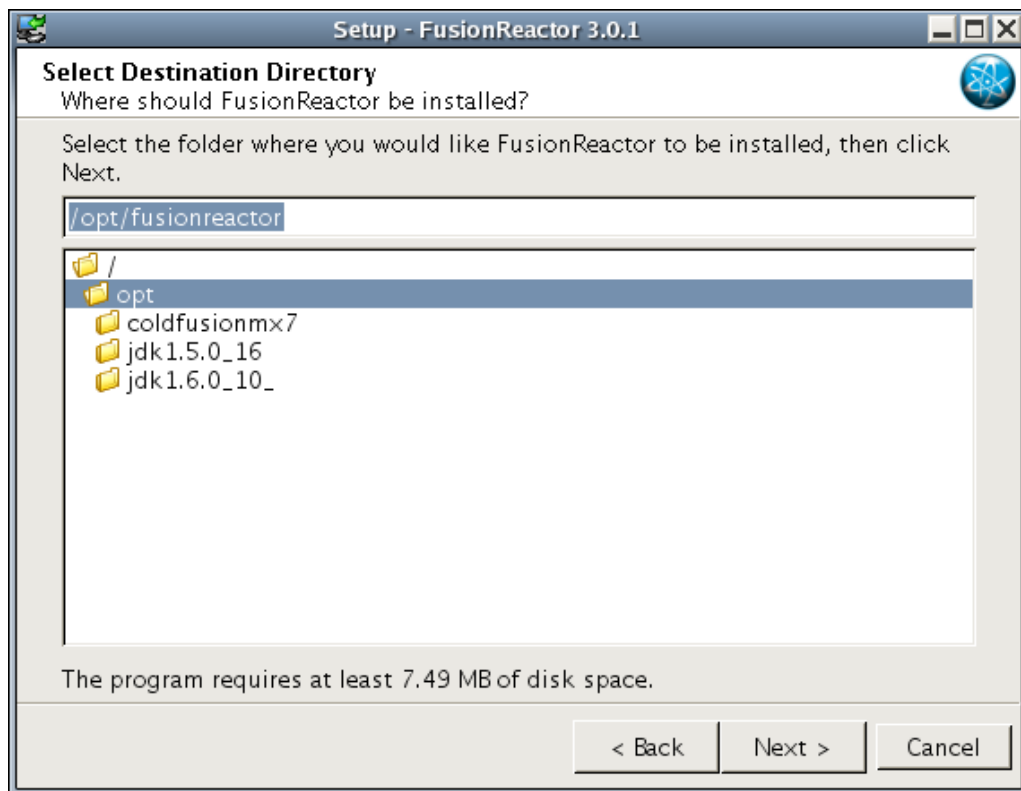 Setup - FusionReactor 3.0.1
Select Destination Directory
Where should FusionReactor be installed?
Select the folder where you would like FusionReactor to be installed, then click
Next.
/opt/fusionreactor
/
opt
coldfusionmx7
jdk1.5.0_16
jdk1.6.0_10_
The program requires at least 7.49 MB of disk space.
< Back Next > Cancel